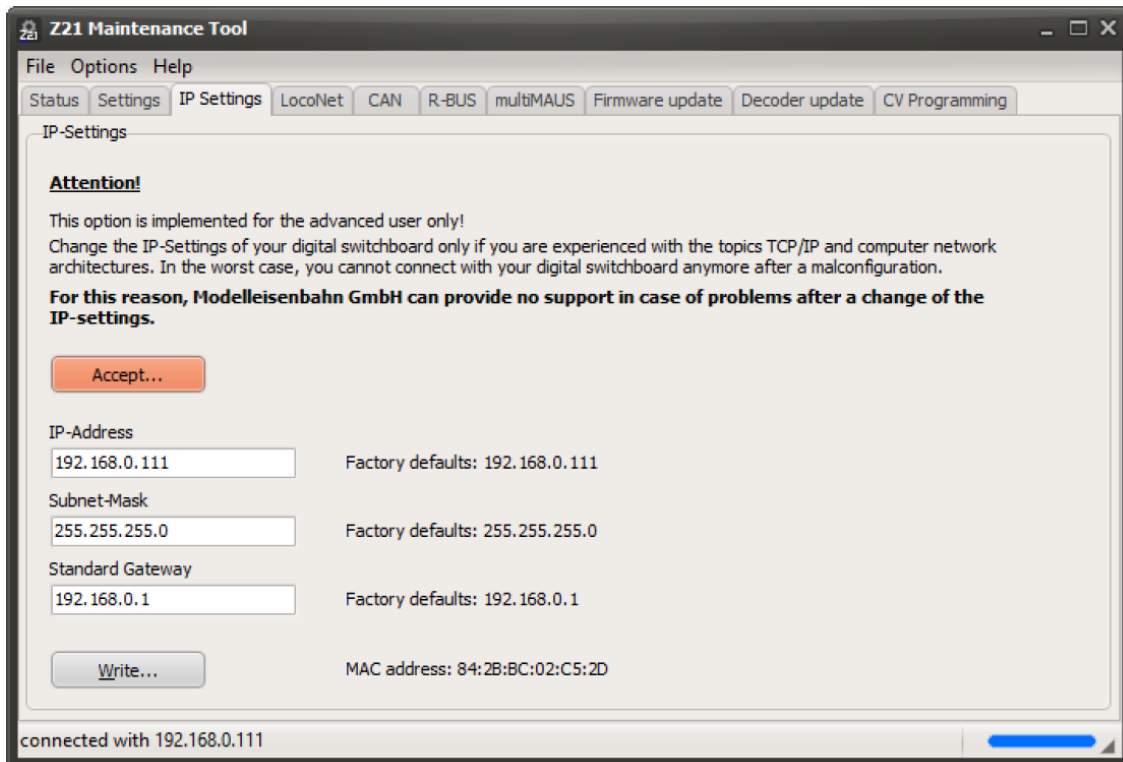 Z21 Maintenance Tool
File Options Help
Status Settings IP Settings LocoNet CAN R-BUS multiMAUS Firmware update Decoder update CV Programming
IP-Settings
Attention!
This option is implemented for the advanced user only!
Change the IP-Settings of your digital switchboard only if you are experienced with the topics TCP/IP and computer network
architectures. In the worst case, you cannot connect with your digital switchboard anymore after a malconfiguration.
For this reason, Modelleisenbahn GmbH can provide no support in case of problems after a change of the
IP-settings.
Accept...
IP-Address
192.168.0.111 Factory defaults: 192.168.0.111
Subnet-Mask
255.255.255.0 Factory defaults: 255.255.255.0
Standard Gateway
192.168.0.1 Factory defaults: 192.168.0.1
Write... MAC address: 84:2B:BC:02:C5:2D
connected with 192.168.0.111